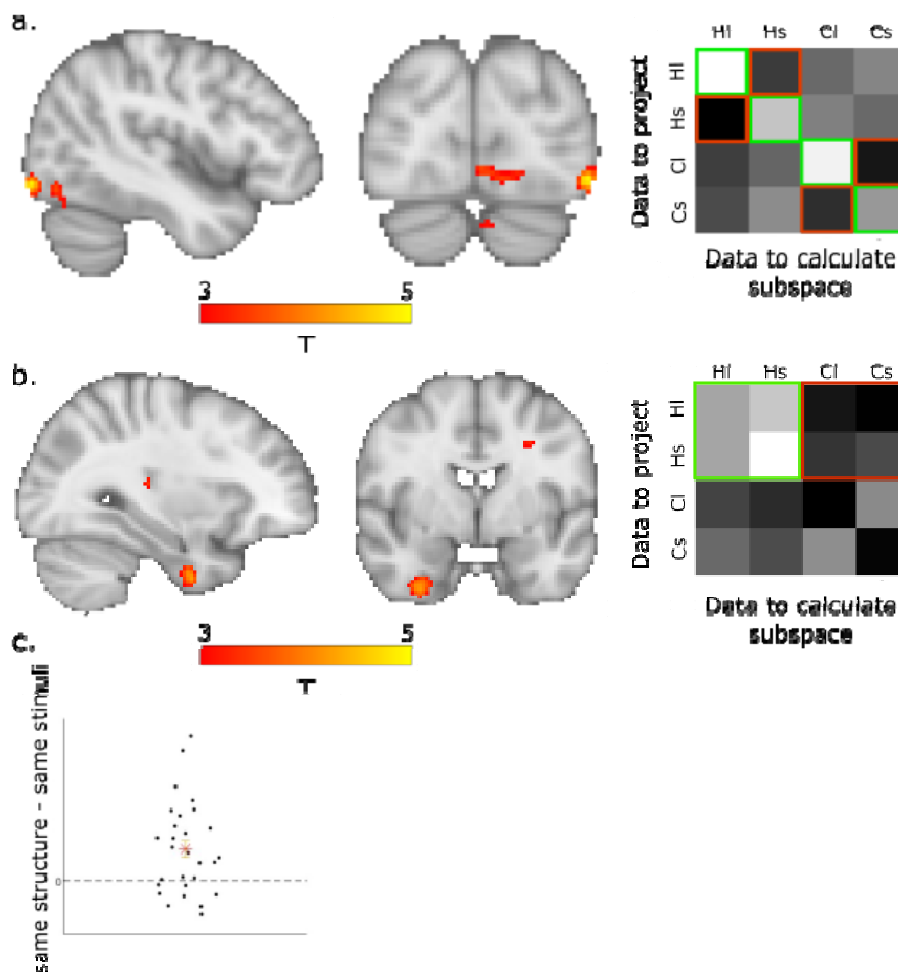 a.
Hl Hs Cl Cs
Data to project
Hl
Hs
Cl
Cs
Data to calculate
subspace
3 5
T
b.
Hl Hs Cl Cs
Data to project
Hl
Hs
Cl
Cs
Data to calculate
subspace
3 5
T
c.
same structure - same stimuli
0